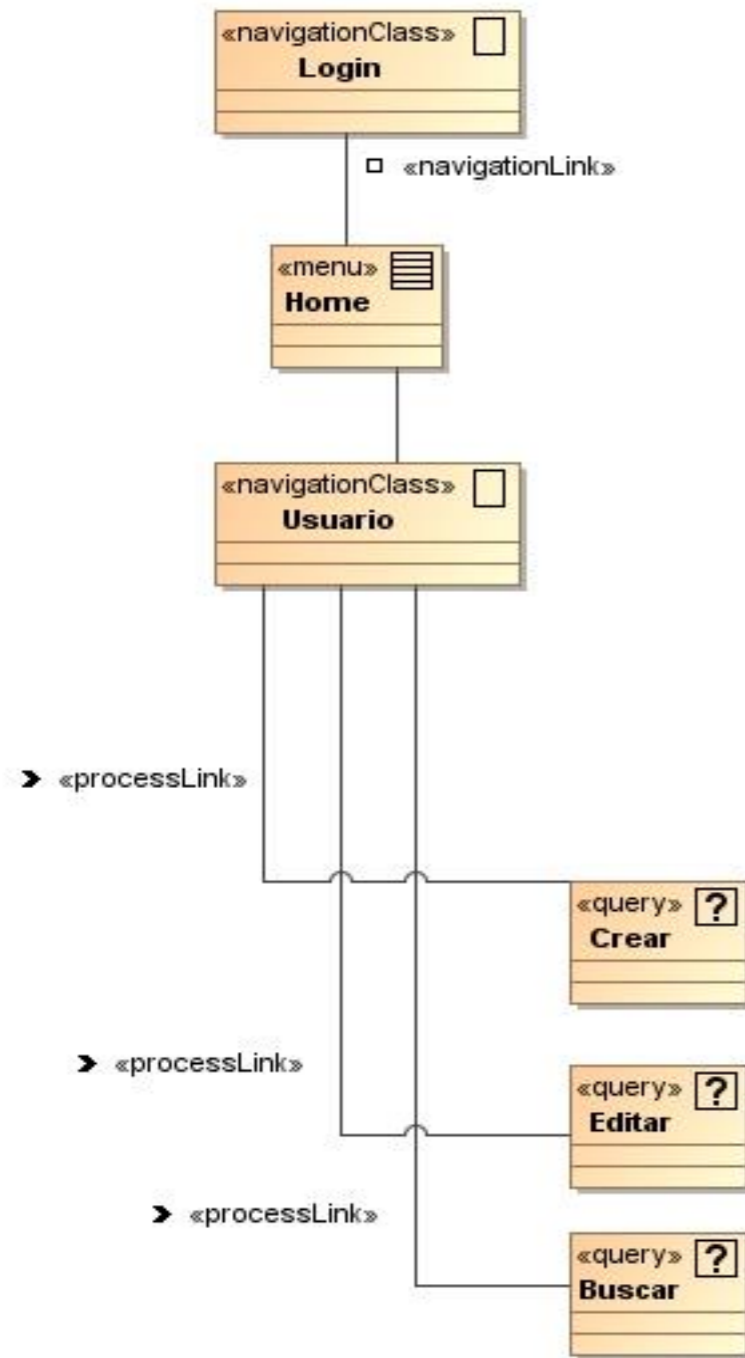 «navigationClass»
Login
«navigationLink»
«menu»
Home
«navigationClass»
Usuario
«processLink»
«query» ?
Crear
«processLink»
«query» ?
Editar
«processLink»
«query» ?
Buscar